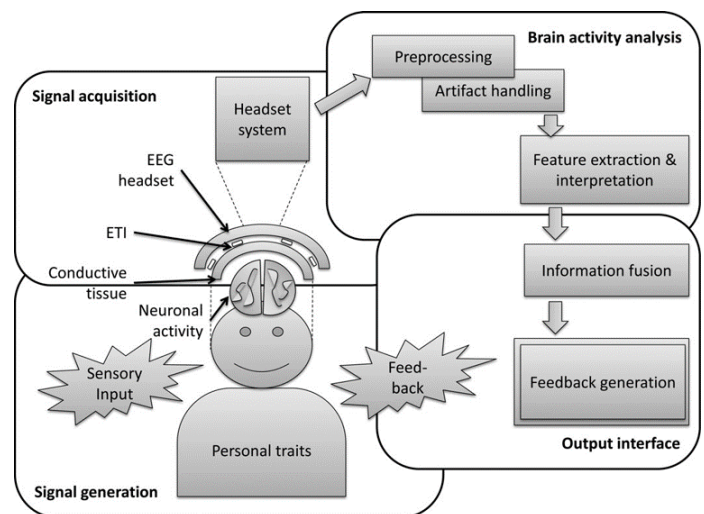 Brain activity analysis
Preprocessing
Artifact handling
Signal acquisition
Headset
system
Feature extraction &
interpretation
EEG
headset
ETI
Conductive
tissue
Neuronal
activity
Information fusion
Sensory
Input
Feed-
back
Feedback generation
Personal traits
Output interface
Signal generation